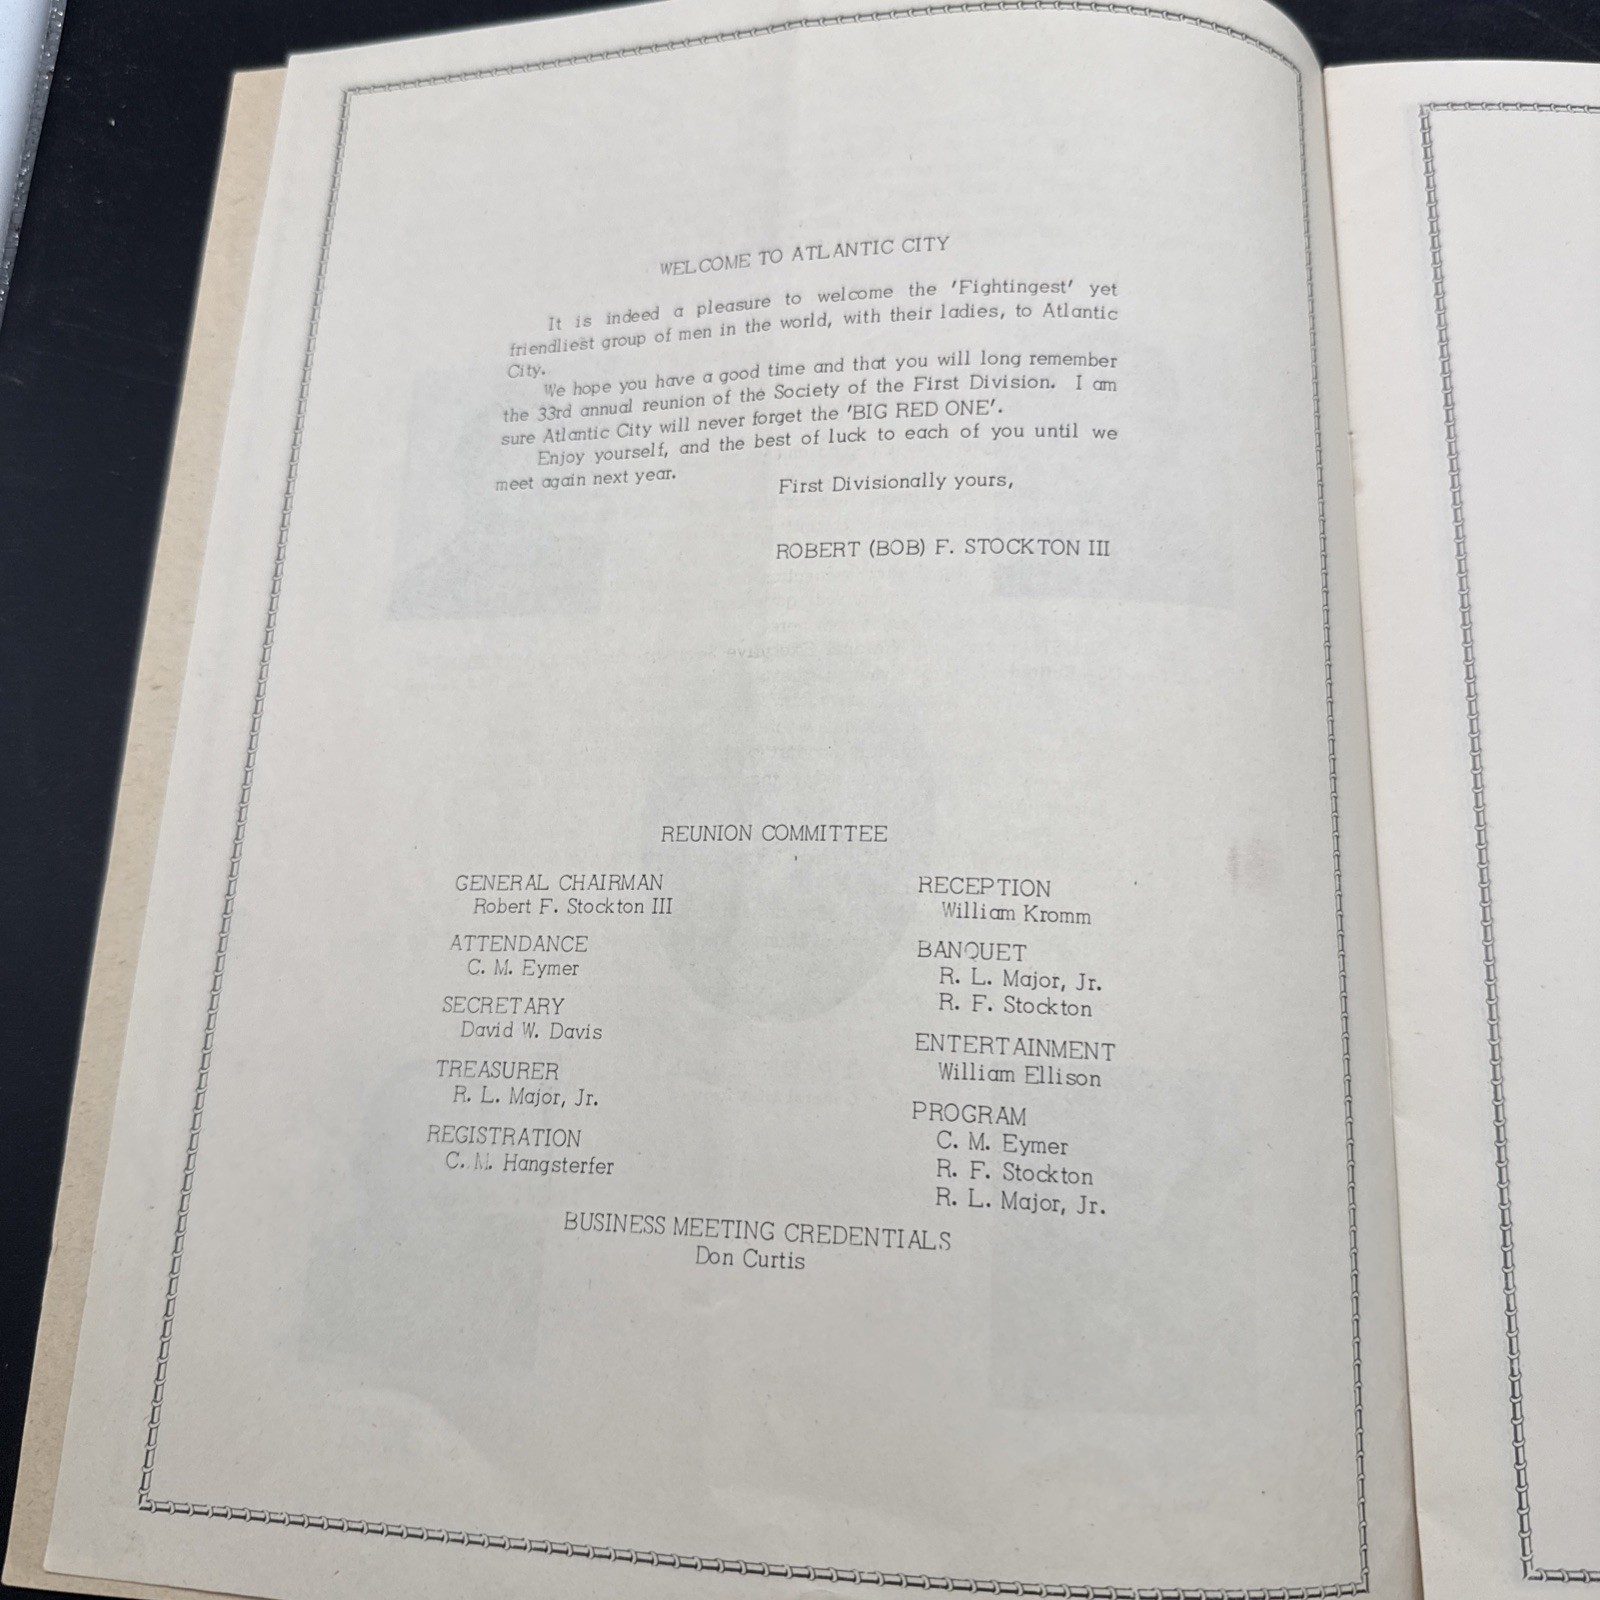 WELCOME TO ATLANTIC CITY
It is indeed a pleasure to welcome the 'Fightingest' yet
friendliest group of men in the world, with their ladies, to Atlantic
City.
We hope you have a good time and that you will long remember
the 33rd annual reunion of the Society of the First Division. I am
sure Atlantic City will never forget the 'BIG RED ONE'.
Enjoy yourself, and the best of luck to each of you until we
meet again next year.
First Divisionally yours,
ROBERT (BOB) F. STOCKTON III
REUNION COMMITTEE
GENERAL CHAIRMAN
Robert F. Stockton III
ATTENDANCE
C. M. Eymer
SECRETARY
David W. Davis
TREASURER
R. L. Major, Jr.
REGISTRATION
C. M. Hangsterfer
RECEPTION
William Kromm
BANQUET
R. L. Major, Jr.
R. F. Stockton
ENTERTAINMENT
William Ellison
PROGRAM
C. M. Eymer
R. F. Stockton
R. L. Major, Jr.
BUSINESS MEETING CREDENTIALS
Don Curtis